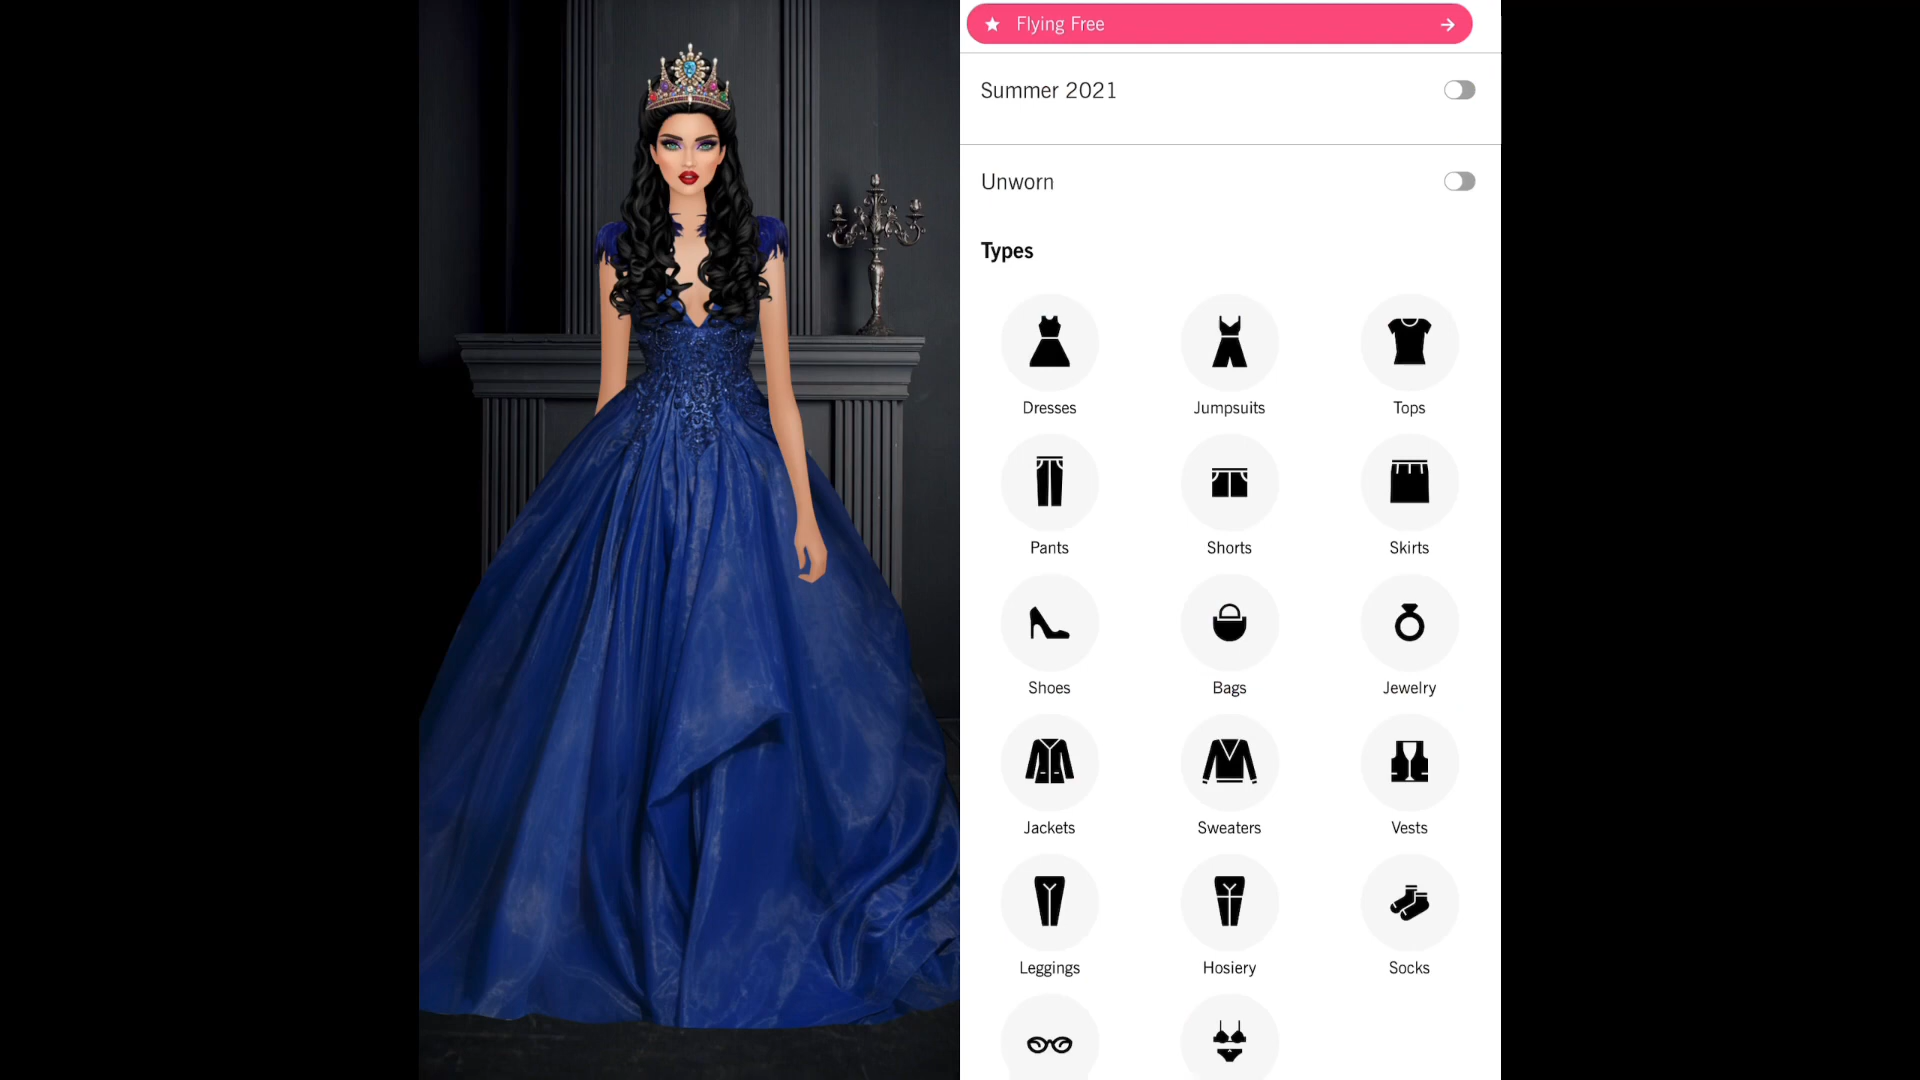 Flying Free
Summer 2021
Unworn
Types
Dresses
Jumpsuits
Tops
Pants
Shorts
Skirts
Shoes
Bags
Jewelry
Jackets
Sweaters
Vests
Leggings
Hosiery
Socks